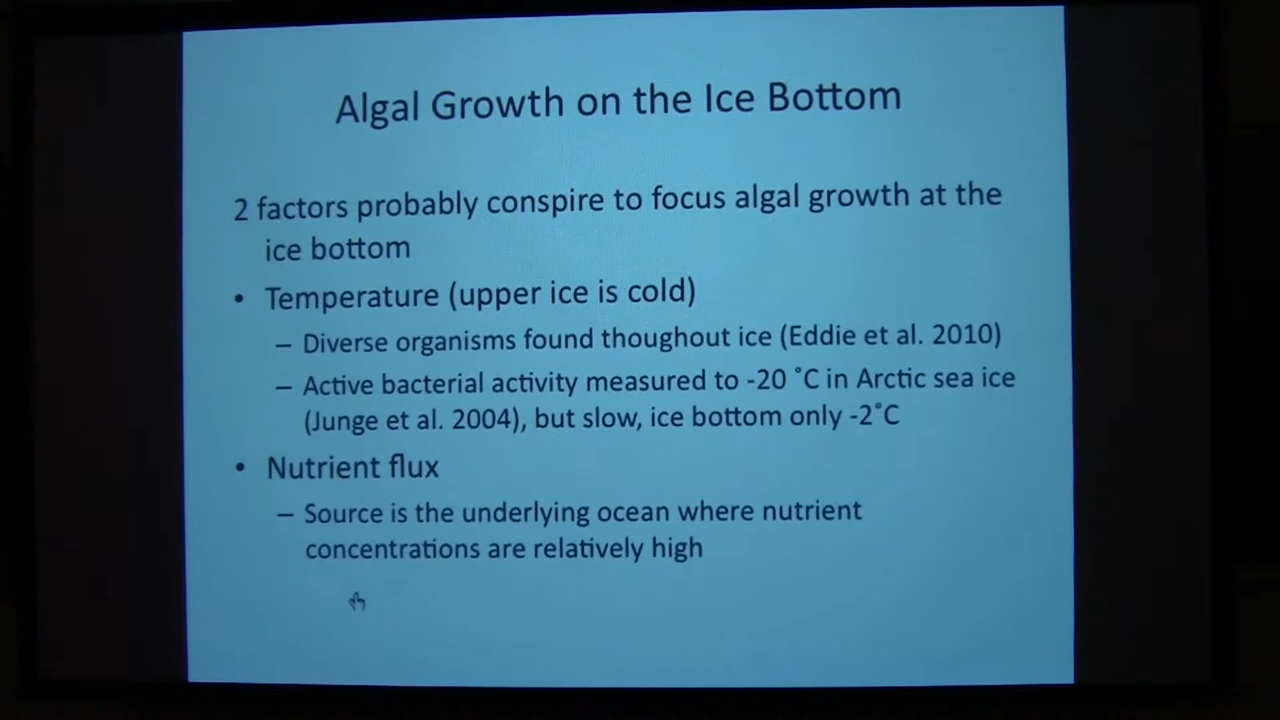 Algal Growth on the Ice Bottom
2 factors probably conspire to focus algal growth at the
ice bottom
• Temperature (upper ice is cold)
– Diverse organisms found thoughout ice (Eddie et al. 2010)
– Active bacterial activity measured to -20 ˚C in Arctic sea ice
(Junge et al. 2004), but slow, ice bottom only -2˚C
• Nutrient flux
– Source is the underlying ocean where nutrient
concentrations are relatively high